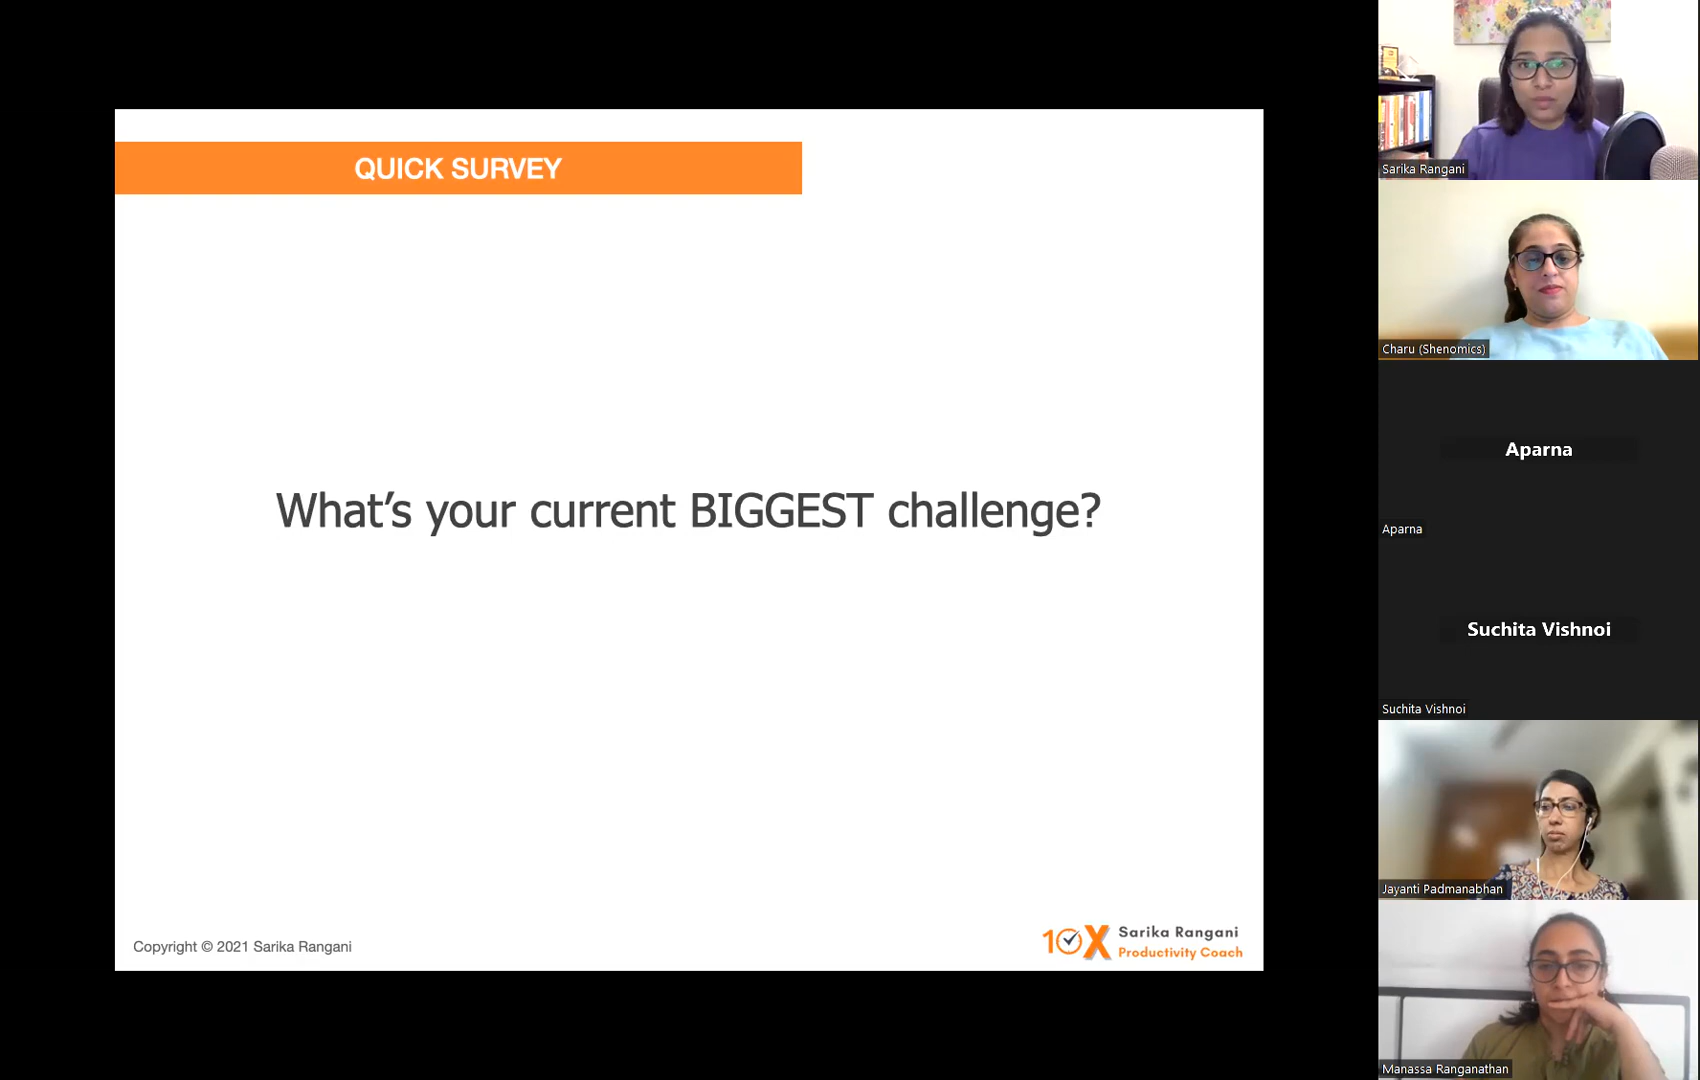 QUICK SURVEY
What's your current BIGGEST challenge?
Copyright © 2021 Sarika Rangani
10X
Sarika Rangani
Productivity Coach
Sarika Rangani
Charu (Shenomics)
Aparna
Aparna
Suchita Vishnoi
Suchita Vishnoi
Jayanti Padmanabhan
Manassa Ranganathan